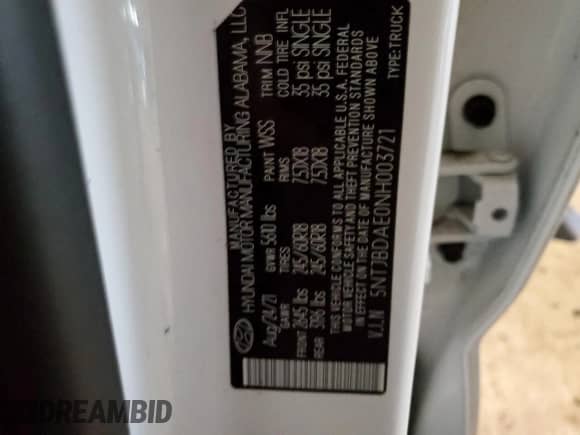 MANUFACTURED BY
HYUNDAI MOTOR MANUFACTURING ALABAMA, LLC
Aug/24/21 GVWR 5610 lbs PAINT WSS TRIM NNB
GAWR TIRES RIMS COLD TIRE INFL
FRONT 2645 lbs 245/60R18 7.5JX18 35 psi SINGLE
REAR 3196 lbs 245/60R18 7.5JX18 35 psi SINGLE
THIS VEHICLE CONFORMS TO ALL APPLICABLE U.S.A. FEDERAL
MOTOR VEHICLE SAFETY AND THEFT PREVENTION STANDARDS
IN EFFECT ON THE DATE OF MANUFACTURE SHOWN ABOVE
V.I.N 5NTJBDAE0NH003721 TYPE:TRUCK
DREAMBID